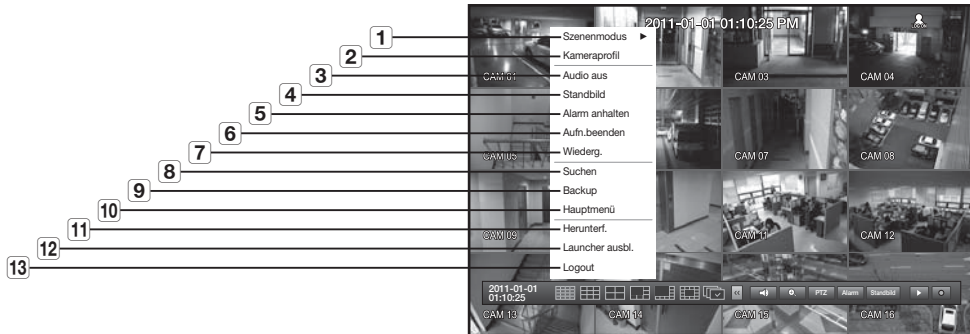 2011-01-01 01:10:25 PM
LOGON
1 Szenenmodus ▶
2 Kameraprofil
3 Audio aus
4 Standbild
5 Alarm anhalten
6 Aufn.beenden
7 Wiederg.
8 Suchen
9 Backup
10 Hauptmenü
11 Herunterf.
12 Launcher ausbl.
13 Logout
CAM 01
CAM 03
CAM 04
CAM 05
CAM 07
CAM 08
CAM 09
CAM 11
CAM 12
2011-01-01
01:10:25
PTZ Alarm Standbild
CAM 13
CAM 14
CAM 15
CAM 16